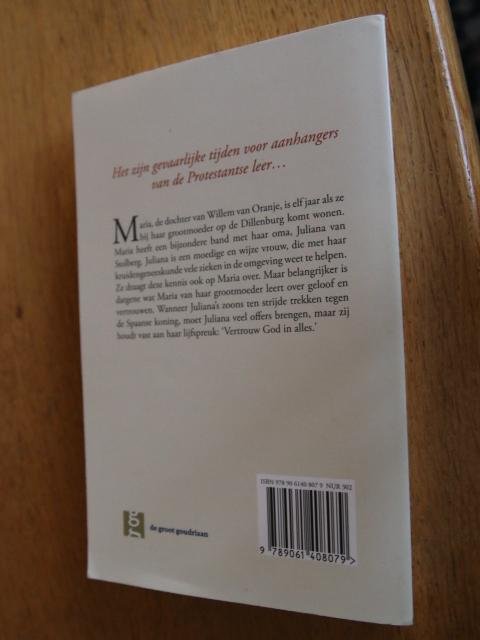 Het zijn gevaarlijke tijden voor aanhangers
van de Protestantse leer…
Maria, de dochter van Willem van Oranje, is elf jaar als ze
bij haar grootmoeder op de Dillenburg komt wonen.
Maria heeft een bijzondere band met haar oma, Juliana van
Stolberg. Juliana is een moedige en wijze vrouw, die met haar
kruidengeneeskunde vele zieken in de omgeving weet te helpen.
Ze draagt deze kennis ook op Maria over. Maar belangrijker is
datgene wat Maria van haar grootmoeder leert over geloof en
vertrouwen. Wanneer Juliana's zoons ten strijde trekken tegen
de Spaanse koning, moet Juliana veel offers brengen, maar zij
houdt vast aan haar lijfspreuk: 'Vertrouw God in alles.'
ISBN 978 90 6140 807 9 NUR 902
9 789061 408079 >
gg
de groot goudriaan